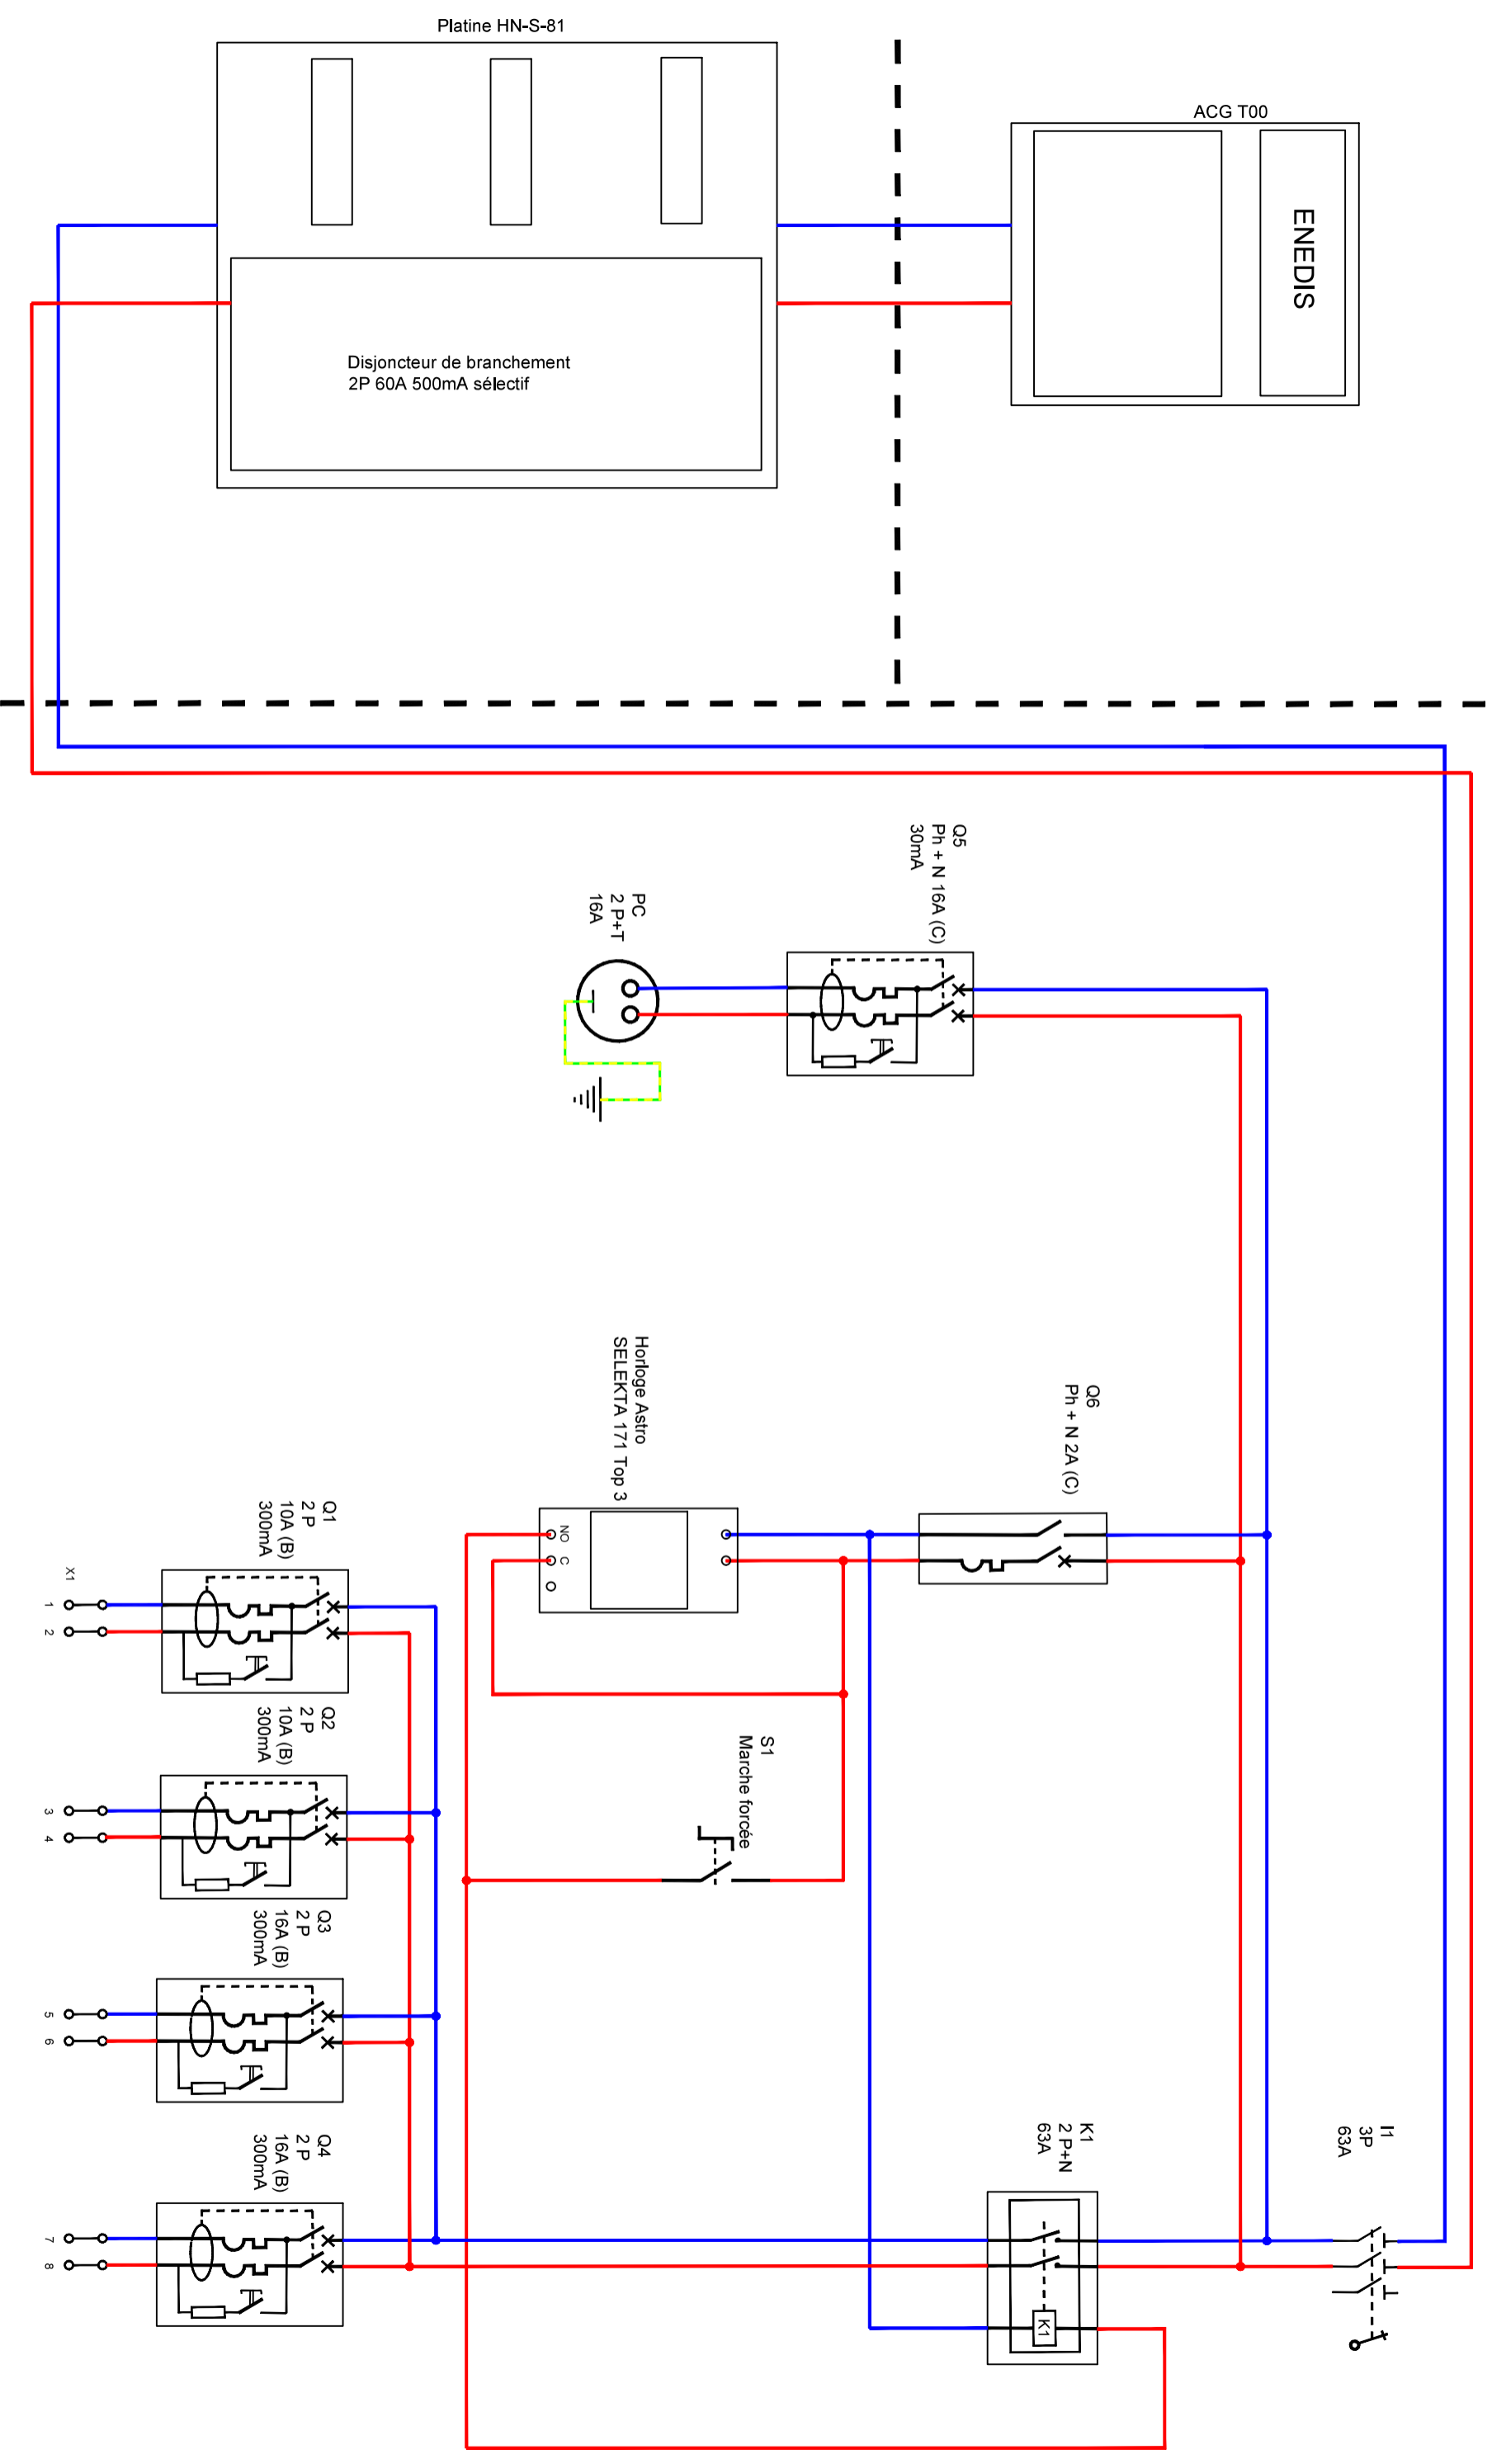 Platine HN-S-81
ACG T00
ENEDIS
Disjoncteur de branchement
2P 60A 500mA sélectif
Q5
Ph + N 16A (C)
30mA
PC
2 P+T
16A
Horloge Astro
SELEKTA 171 Top 3
Q6
Ph + N 2A (C)
NO
C
Q1
2 P
10A (B)
300mA
X1
1
2
Q2
2 P
10A (B)
300mA
3
4
S1
Marche forcée
Q3
2 P
16A (B)
300mA
5
6
Q4
2 P
16A (B)
300mA
7
8
K1
2 P+N
63A
K1
I1
3P
63A